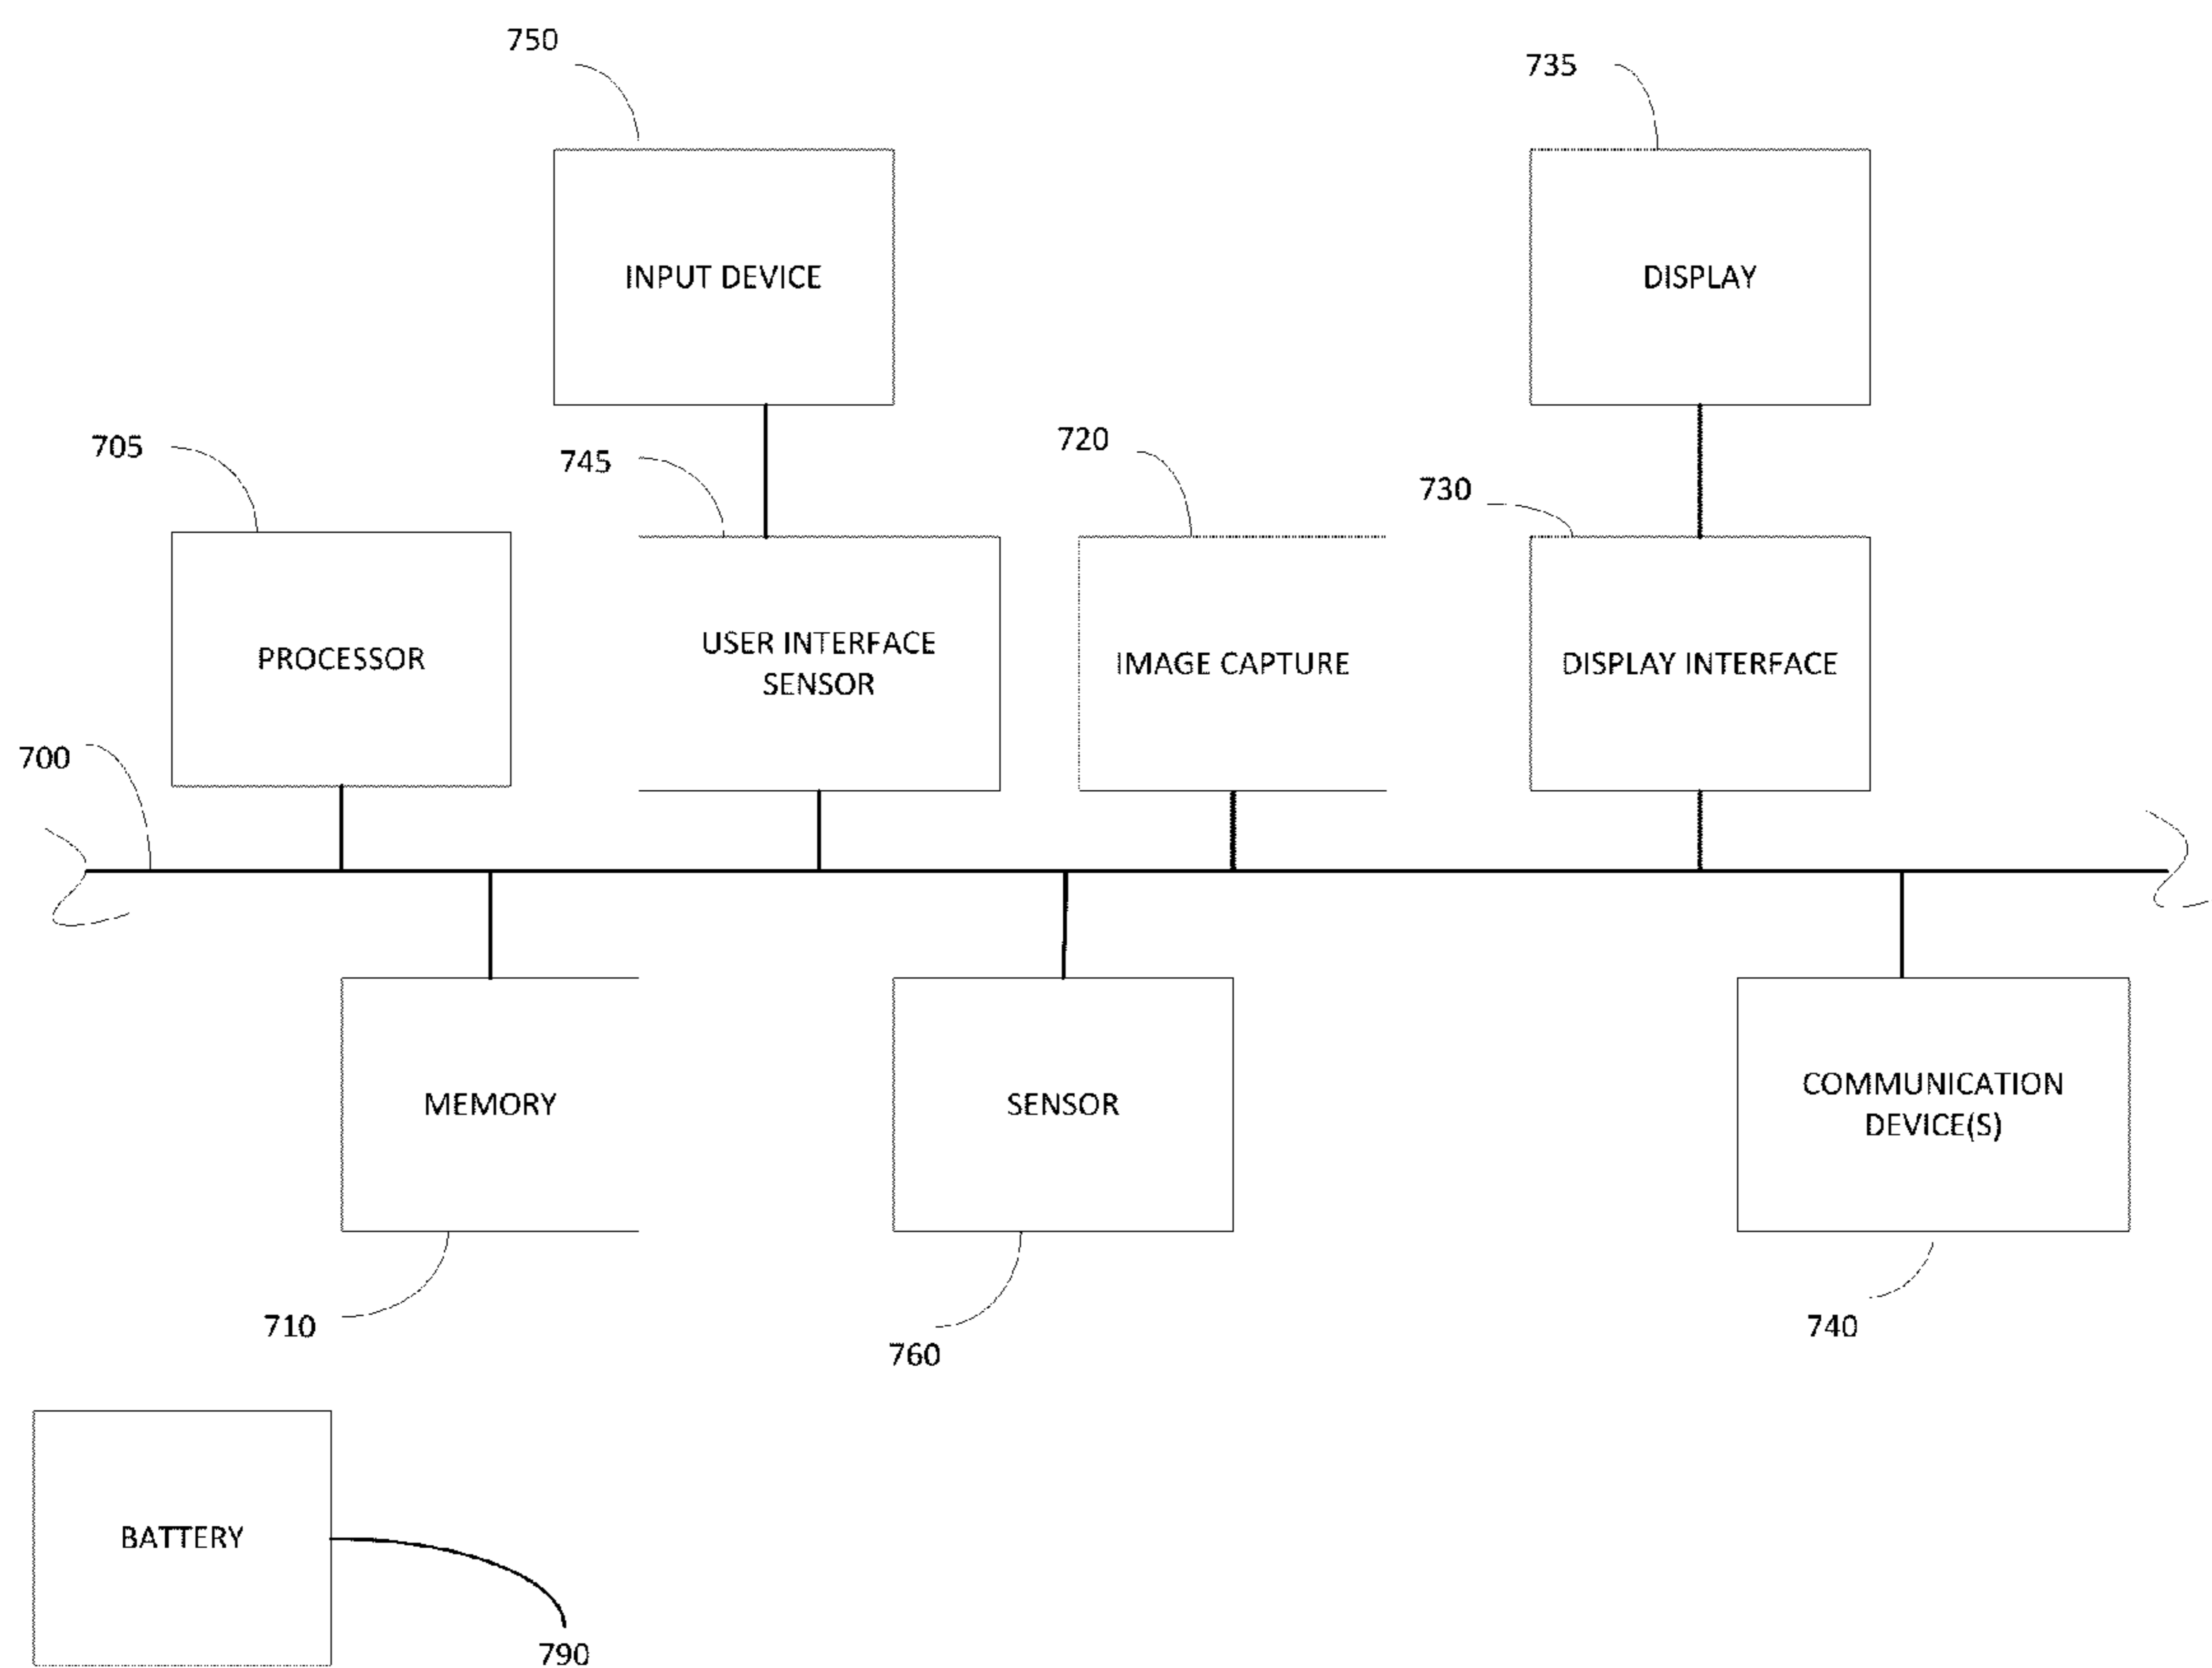 750
735
INPUT DEVICE
DISPLAY
705
745
720
730
PROCESSOR
USER INTERFACE
SENSOR
IMAGE CAPTURE
DISPLAY INTERFACE
700
MEMORY
SENSOR
COMMUNICATION
DEVICE(S)
710
760
740
BATTERY
790